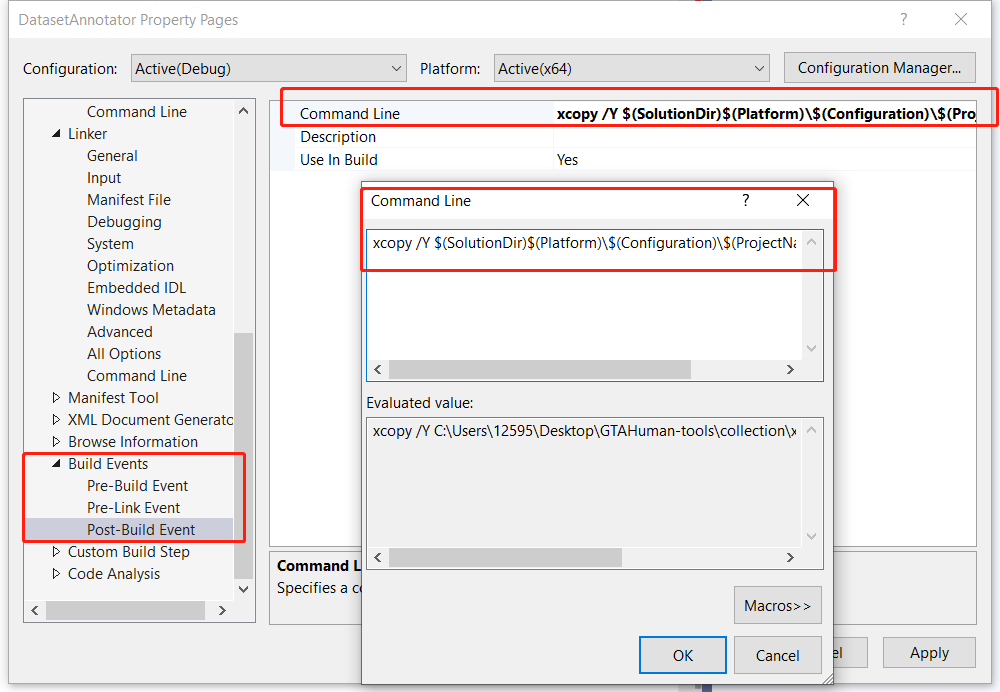 DatasetAnnotator Property Pages
?
Configuration:
Active(Debug)
Platform:
Active(x64)
Configuration Manager...
Command Line
Linker
General
Input
Manifest File
Debugging
System
Optimization
Embedded IDL
Windows Metadata
Advanced
All Options
Command Line
Manifest Tool
XML Document Generato
Browse Information
Build Events
Pre-Build Event
Pre-Link Event
Post-Build Event
Custom Build Step
Code Analysis
Command Line
xcopy /Y $(SolutionDir)$(Platform)\$(Configuration)\$(Pro
Description
Use In Build
Yes
Command Line
?
xcopy /Y $(SolutionDir)$(Platform)\$(Configuration)\$(ProjectNa
Evaluated value:
xcopy /Y C:\Users\12595\Desktop\GTAHuman-tools\collection\x
Macros>>
OK
Cancel
Command L
Specifies a co
el
Apply